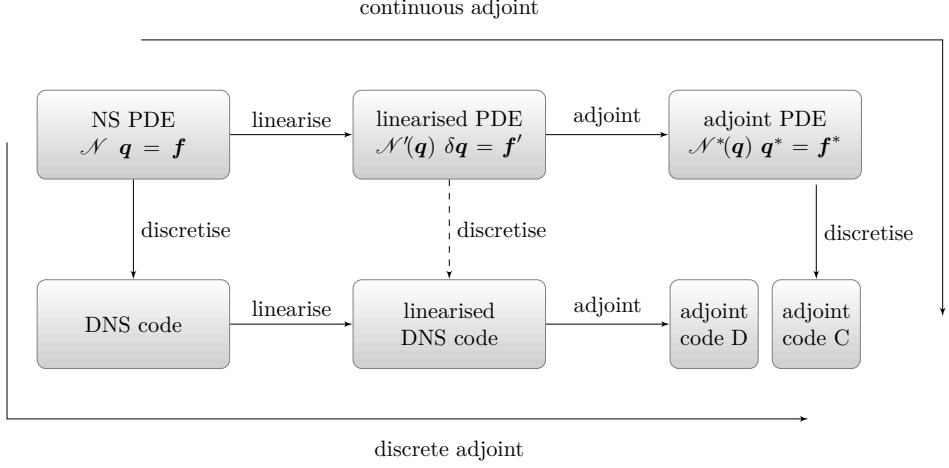 continuous adjoint
NS PDE
𝒩 q = f
linearise
linearised PDE
𝒩′(q) δq = f′
adjoint
adjoint PDE
𝒩*(q) q* = f*
discretise
discretise
discretise
DNS code
linearise
linearised
DNS code
adjoint
adjoint
code D
adjoint
code C
discrete adjoint